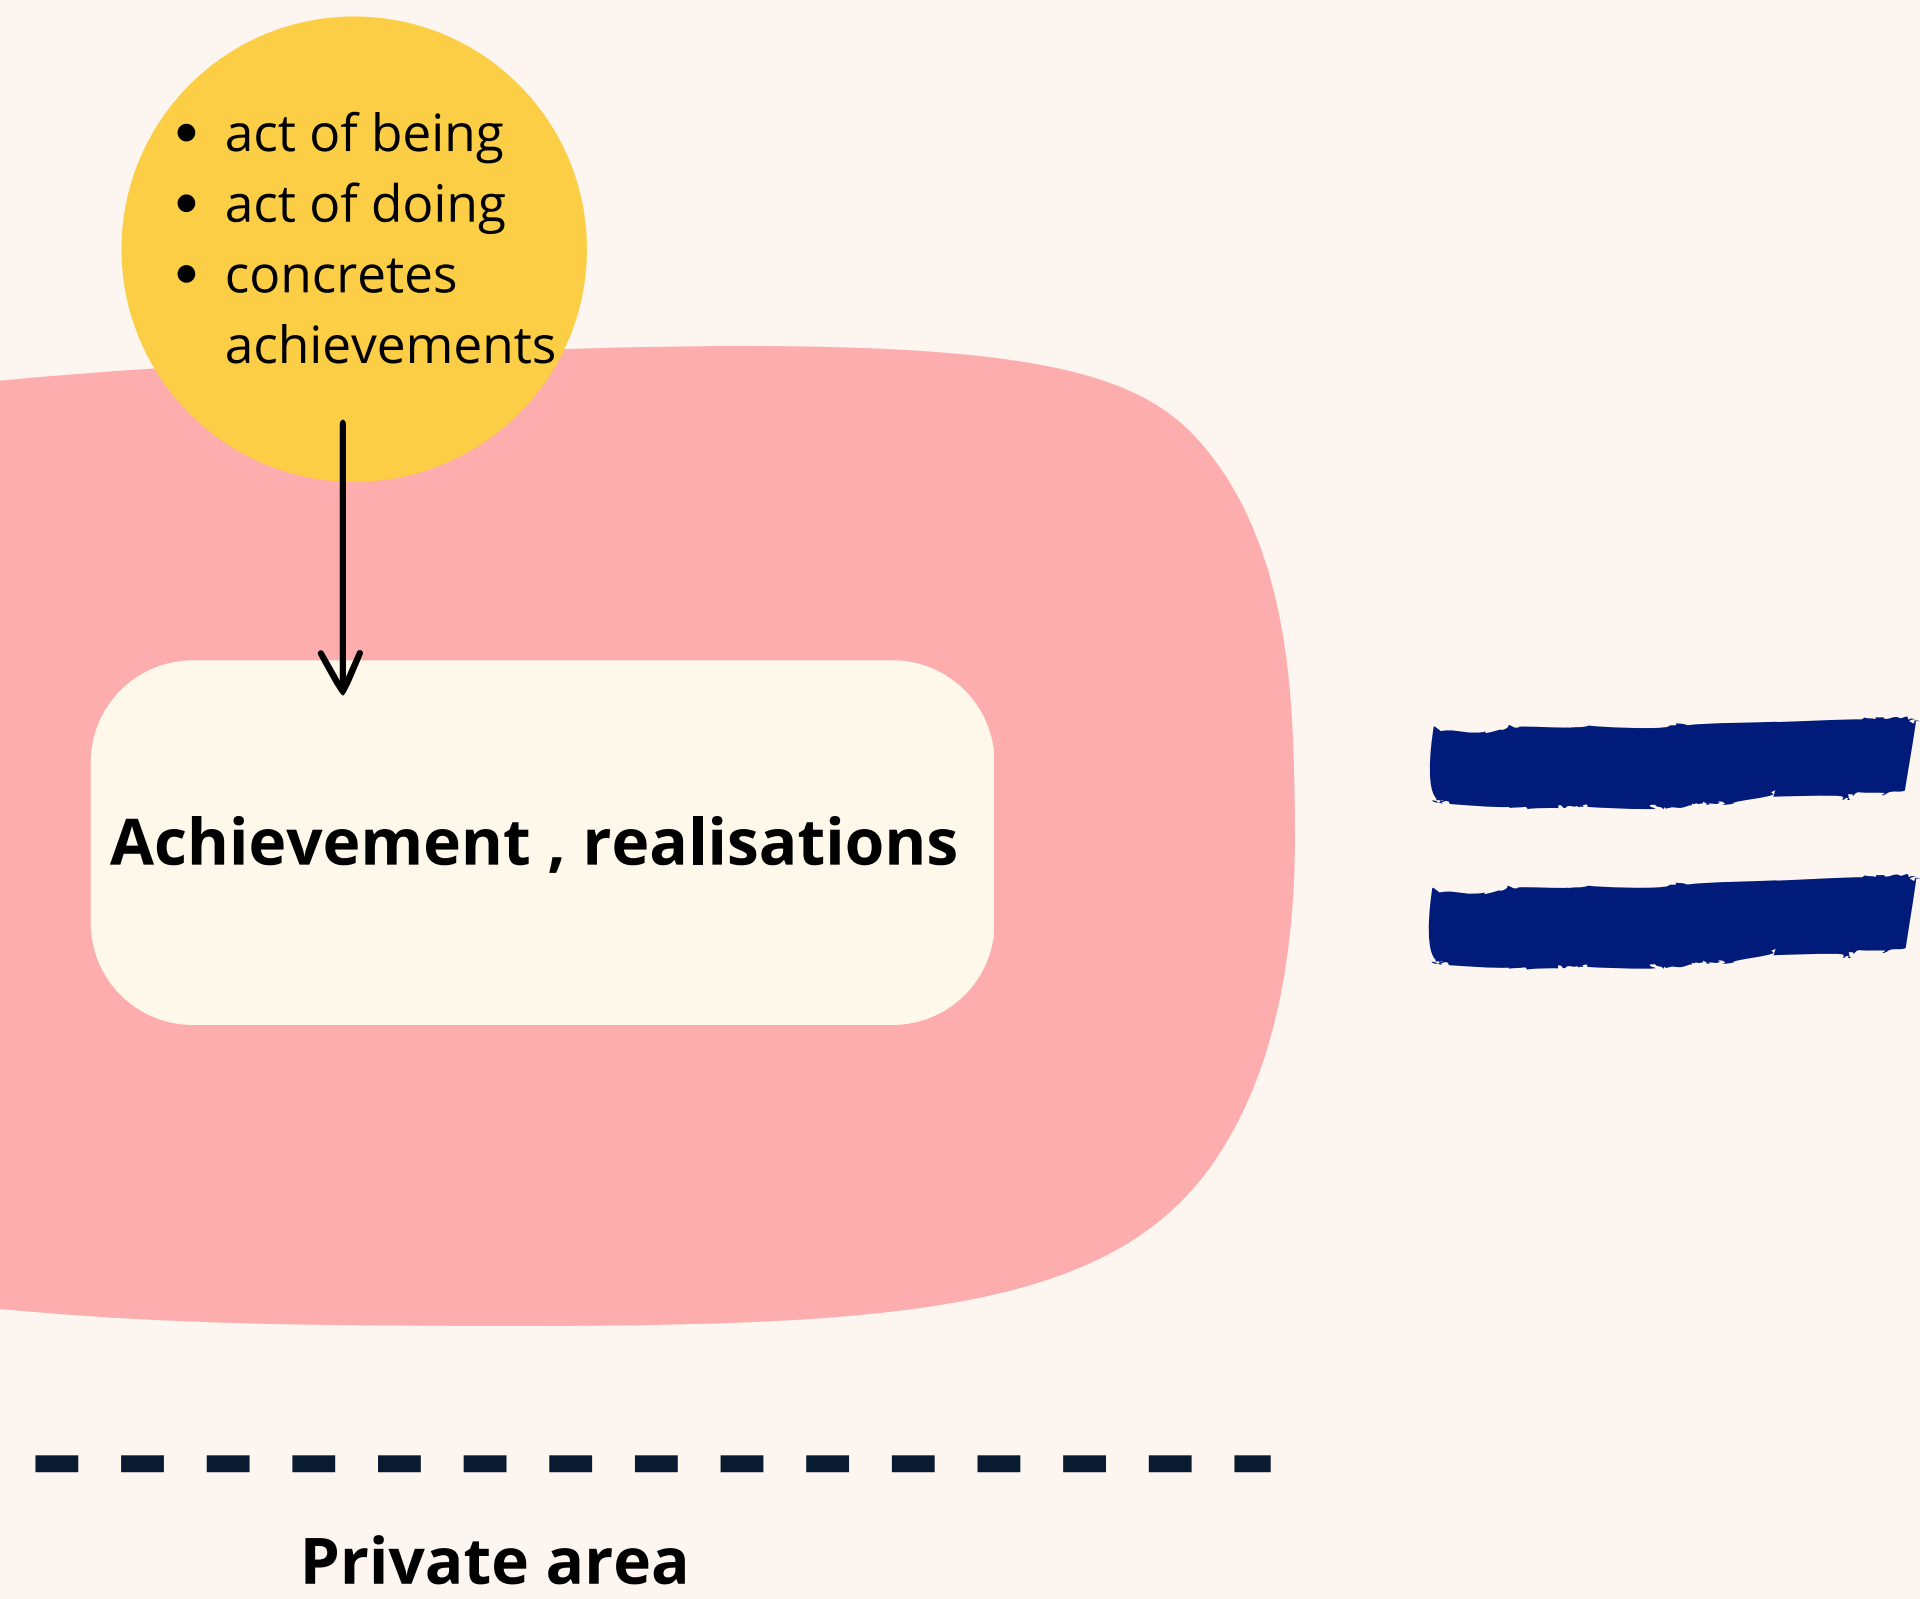 • act of being
• act of doing
• concretes
achievements
Achievement , realisations
Private area